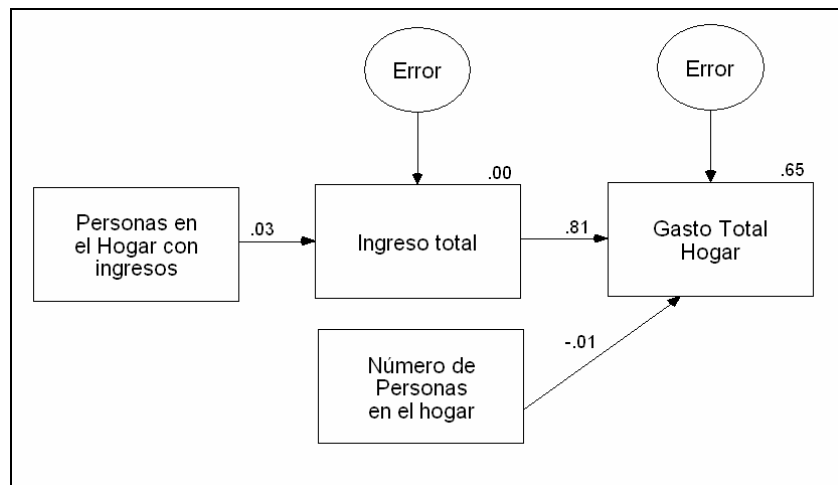 Error
Error
.00
.65
Personas en
el Hogar con
ingresos
.03
Ingreso total
.81
Gasto Total
Hogar
-.01
Número de
Personas
en el hogar